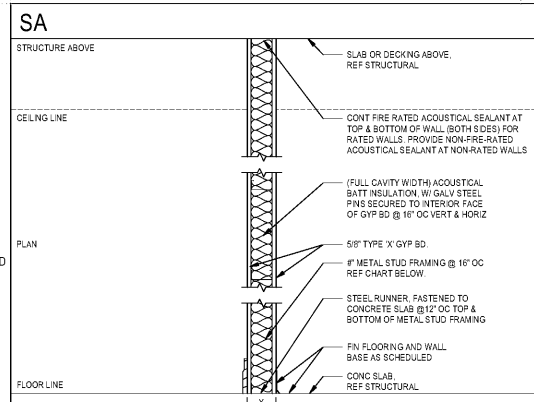 SA
STRUCTURE ABOVE
SLAB OR DECKING ABOVE,
REF STRUCTURAL
CEILING LINE
CONT FIRE RATED ACOUSTICAL SEALANT AT
TOP & BOTTOM OF WALL (BOTH SIDES) FOR
RATED WALLS. PROVIDE NON-FIRE-RATED
ACOUSTICAL SEALANT AT NON-RATED WALLS
(FULL CAVITY WIDTH) ACOUSTICAL
BATT INSULATION, W/ GALV STEEL
PINS SECURED TO INTERIOR FACE
OF GYP BD @ 16" OC VERT & HORIZ
PLAN
5/8" TYPE 'X' GYP BD.
D
#" METAL STUD FRAMING @ 16" OC
REF CHART BELOW.
STEEL RUNNER, FASTENED TO
CONCRETE SLAB @12" OC TOP &
BOTTOM OF METAL STUD FRAMING
FIN FLOORING AND WALL
BASE AS SCHEDULED
FLOOR LINE
CONC SLAB,
REF STRUCTURAL
X